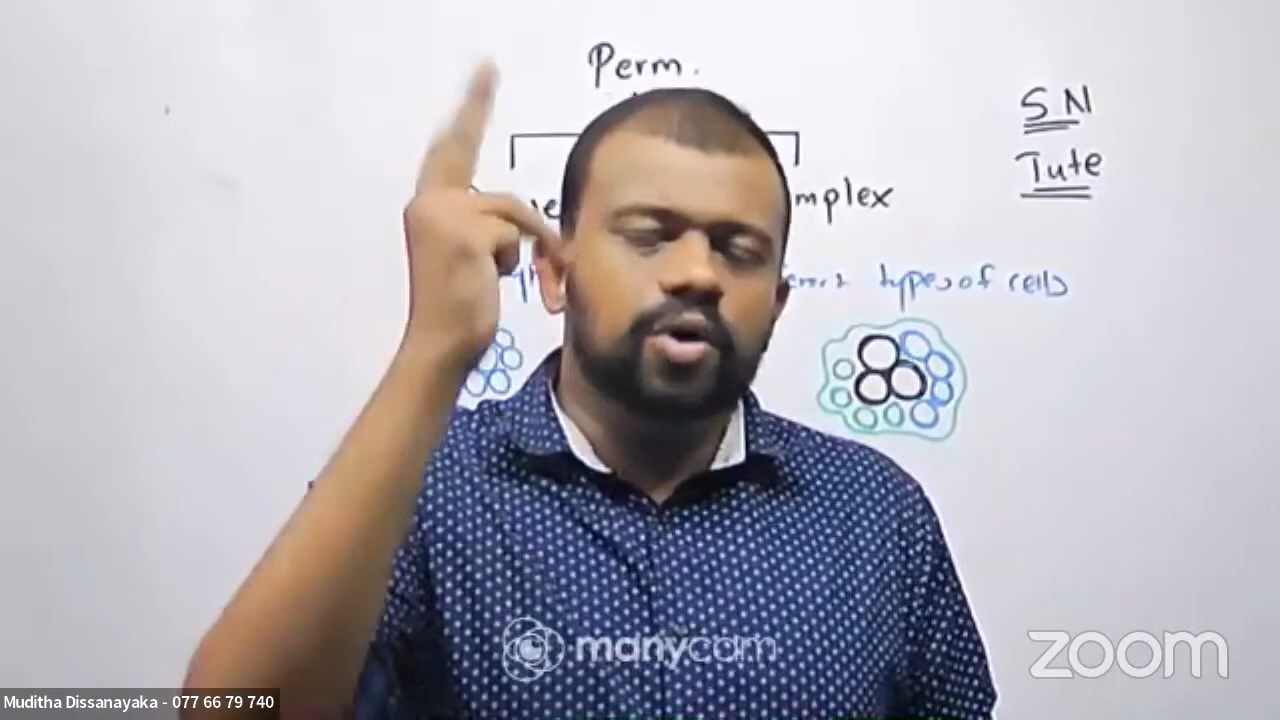 Perm.
SN
Tute
mplex
types of cells
manycam
zoom
Muditha Dissanayaka - 077 66 79 740